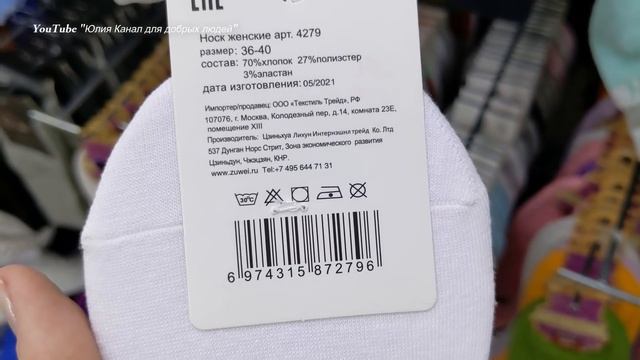 YouTube "Юлия Канал для добрых людей"
EAC
Носк женские арт. 4279
размер: 36-40
состав: 70%хлопок 27%полиэстер
3%эластан
дата изготовления: 05/2021
Импортер/продавец: ООО «Текстиль Трейд», РФ
107076, г. Москва, Колодезный пер, д.14, комната 23Е,
помещение XIII
Производитель: Цзиньхуа Лихун Интернэшнл трейд Ко. Лтд
537 Дунган Норс Стрит, Зона экономического развития
Цзиньдун, Чжэцзян, КНР.
www.zuwei.ru Tel:+7 495 644 71 31
30°C
6 974315 872796